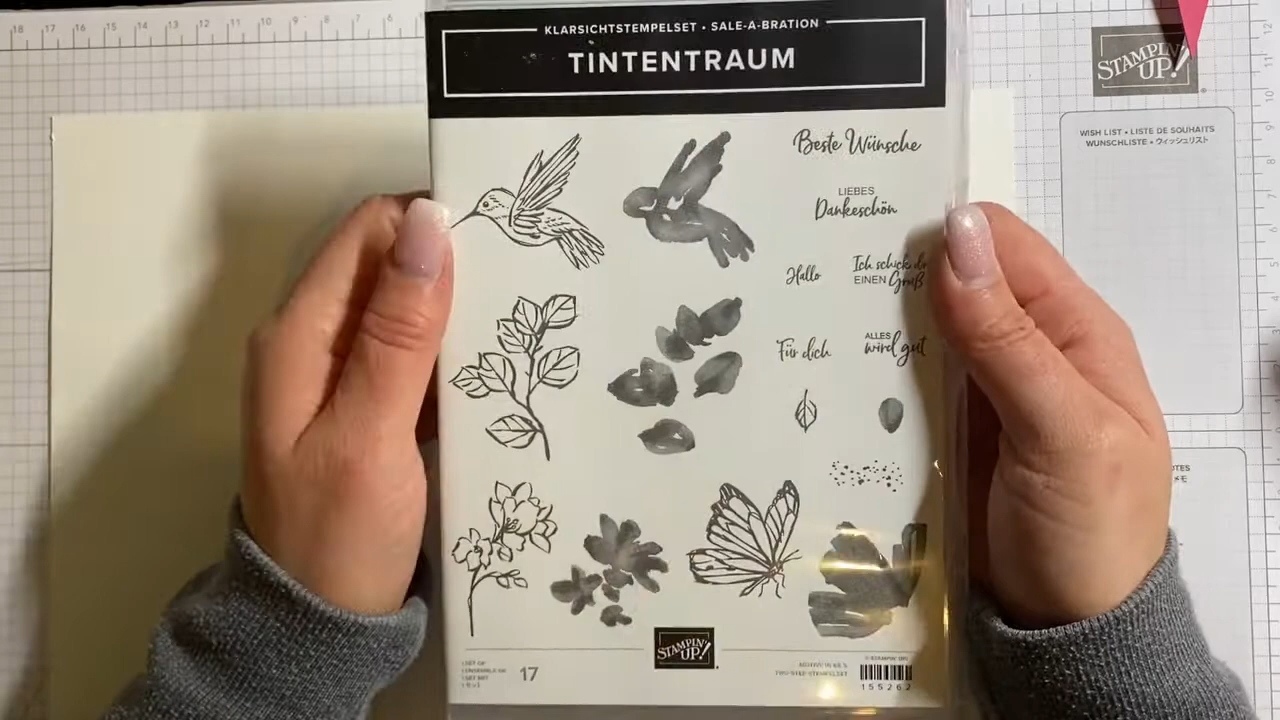 18 17 16 15 14 13 12 9 8 7 6
KLARSICHTSTEMPELSET • SALE-A-BRATION
TINTENTRAUM
Beste Wünsche
LIEBES
Dankeschön
Hallo
Ich schick dir
EINEN Gruß
Für dich
ALLES
wird gut
STAMPIN' UP!
17
© STAMPIN' UP!
155262
STAMPIN' UP!
WISH LIST • LISTE DE SOUHAITS
WUNSCHLISTE • ウィッシュリスト